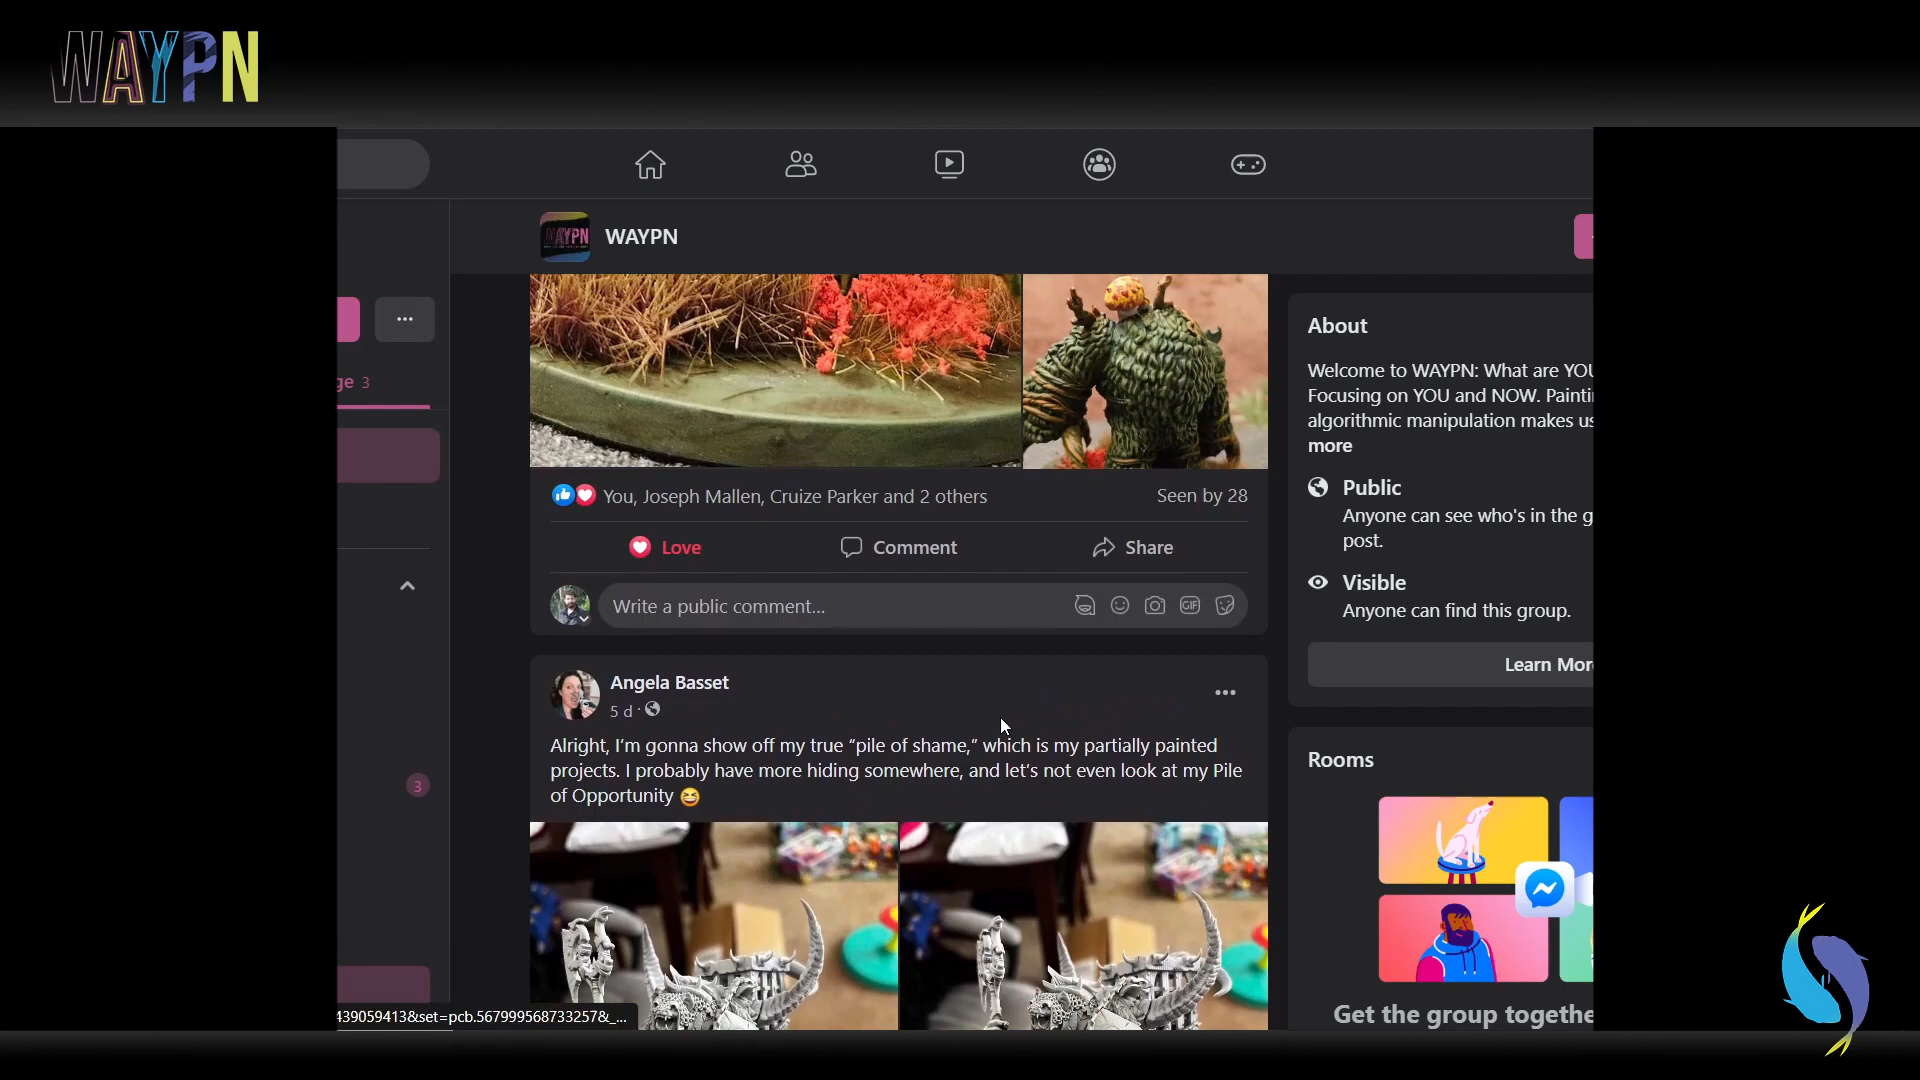 WAYPN
WAYPN
ge 3
3
You, Joseph Mallen, Cruize Parker and 2 others
Seen by 28
Love
Comment
Share
Write a public comment...
GIF
Angela Basset
5 d ·
Alright, I'm gonna show off my true “pile of shame,” which is my partially painted
projects. I probably have more hiding somewhere, and let's not even look at my Pile
of Opportunity 😆
439059413&set=pcb.567999568733257&_...
About
Welcome to WAYPN: What are YOU
Focusing on YOU and NOW. Painti
algorithmic manipulation makes us
more
Public
Anyone can see who's in the g
post.
Visible
Anyone can find this group.
Learn More
Rooms
Get the group togethe